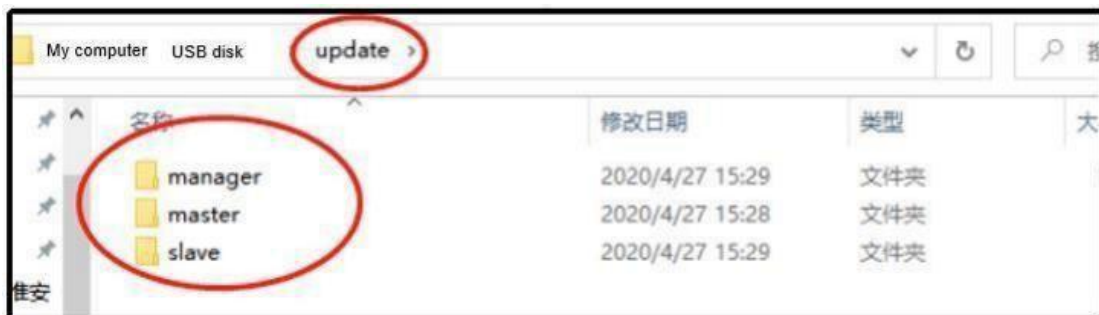 My computer USB disk update >
名称 修改日期 类型 大
manager 2020/4/27 15:29 文件夹
master 2020/4/27 15:28 文件夹
slave 2020/4/27 15:29 文件夹
淮安